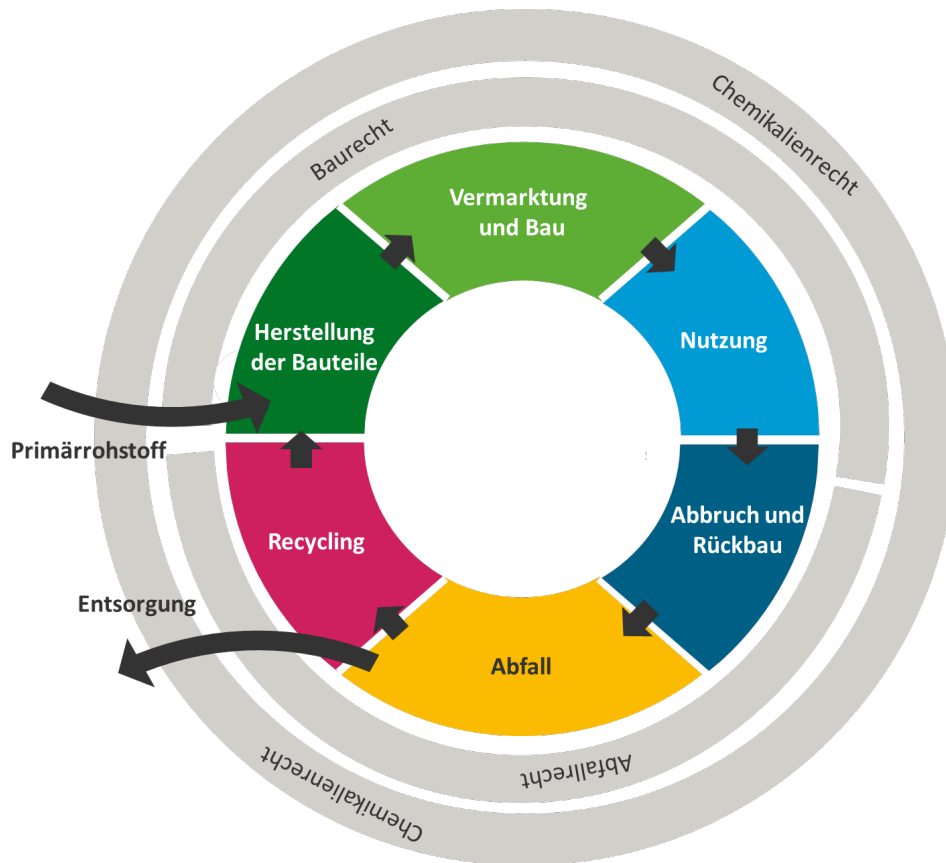 Chemikalienrecht
Baurecht
Vermarktung
und Bau
Nutzung
Herstellung
der Bauteile
Primärrohstoff
Abbruch und
Rückbau
Recycling
Entsorgung
Abfall
Abfallrecht
Chemikalienrecht